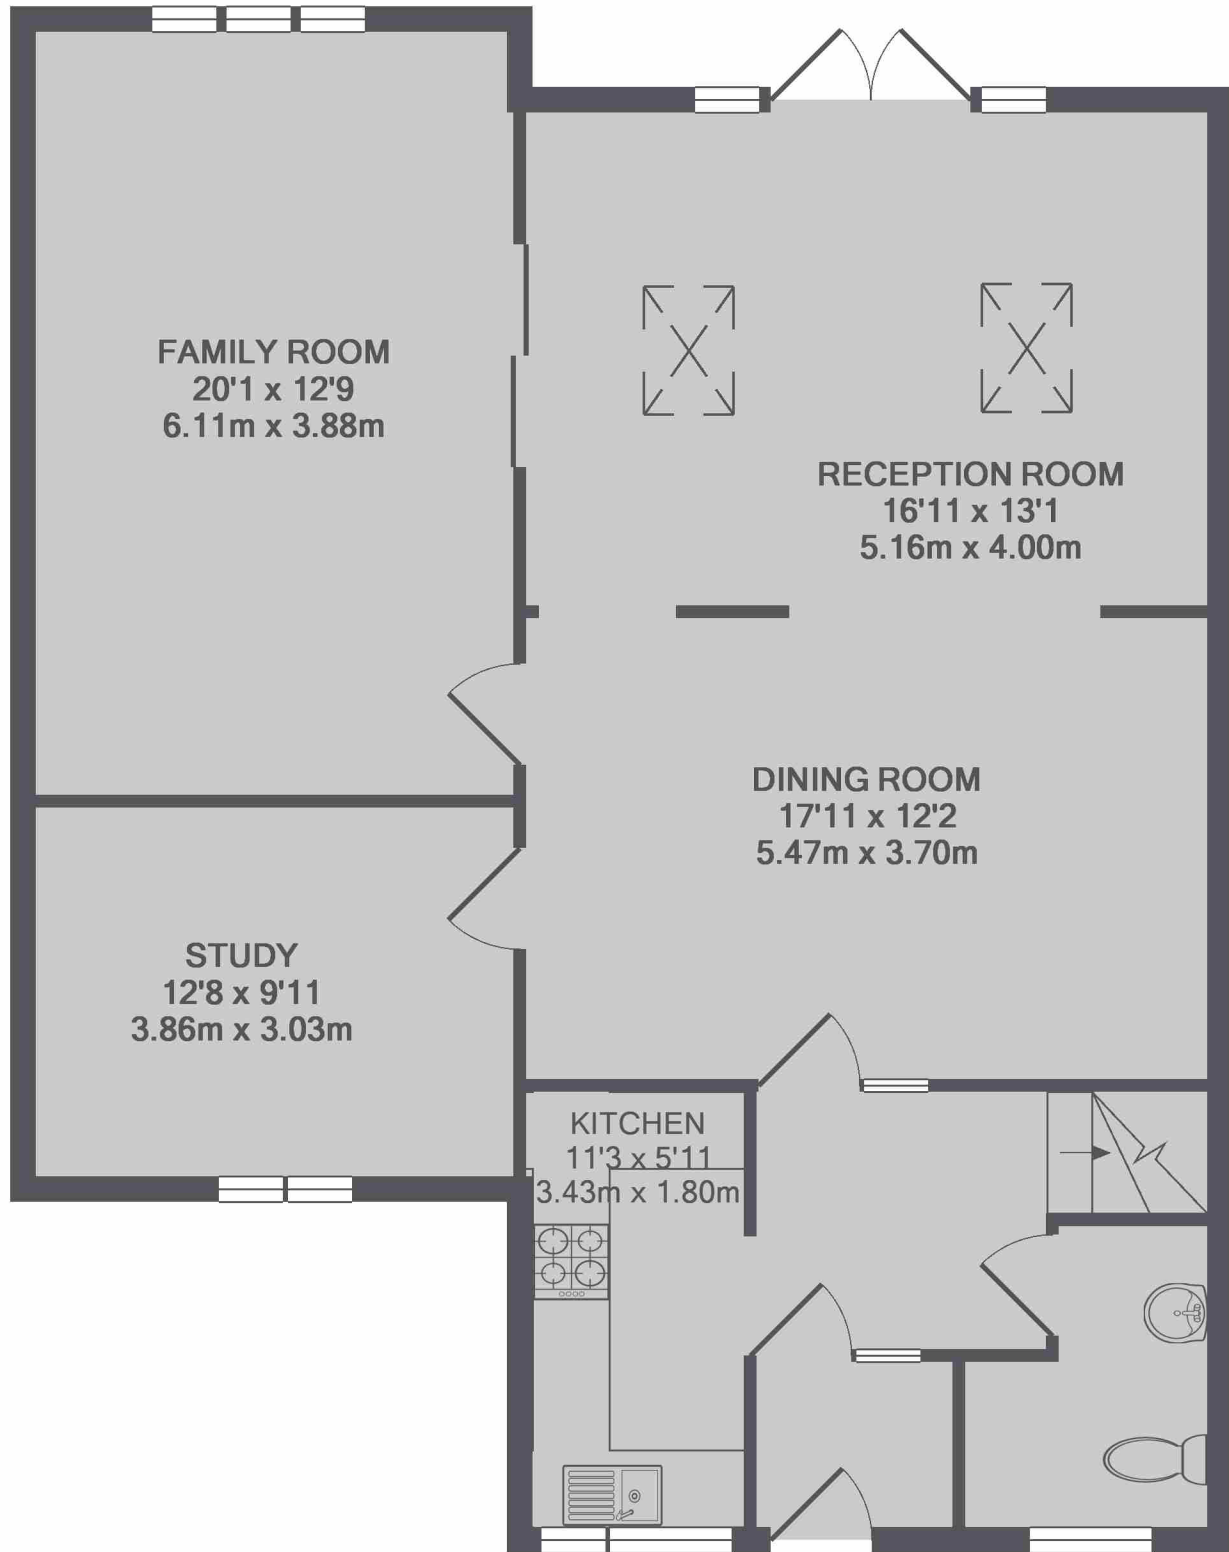 FAMILY ROOM
20'1 x 12'9
6.11m x 3.88m
RECEPTION ROOM
16'11 x 13'1
5.16m x 4.00m
DINING ROOM
17'11 x 12'2
5.47m x 3.70m
STUDY
12'8 x 9'11
3.86m x 3.03m
KITCHEN
11'3 x 5'11
3.43m x 1.80m